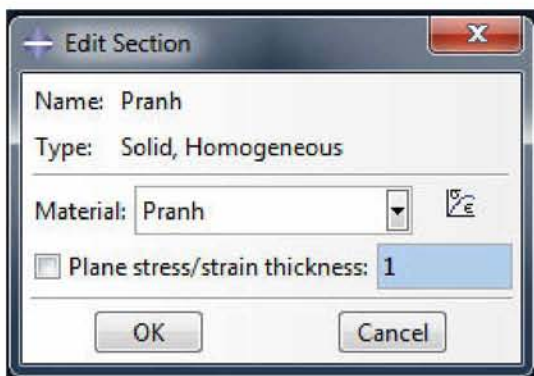 Edit Section
Name: Pranh
Type: Solid, Homogeneous
Material: Pranh
Plane stress/strain thickness: 1
OK Cancel